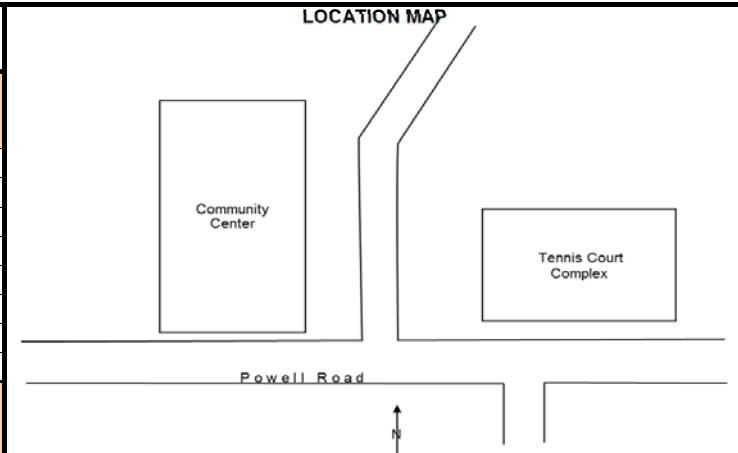 LOCATION MAP
Community
Center
Tennis Court
Complex
Powell Road
N